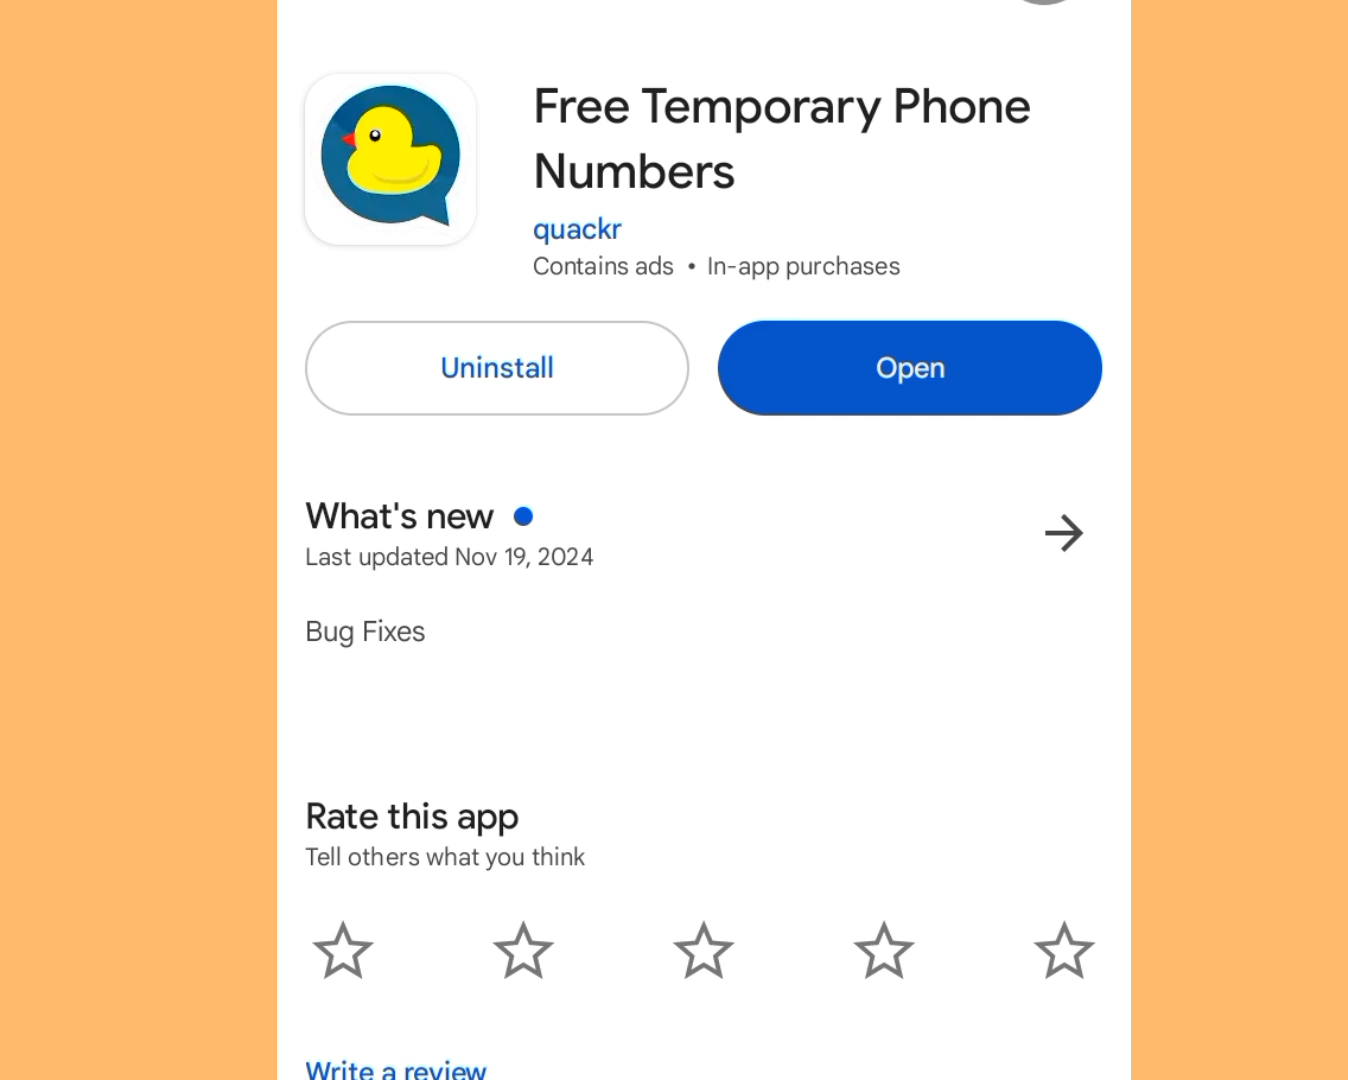 Free Temporary Phone
Numbers
quackr
Contains ads • In-app purchases
Uninstall
Open
What's new
Last updated Nov 19, 2024
Bug Fixes
Rate this app
Tell others what you think
Write a review